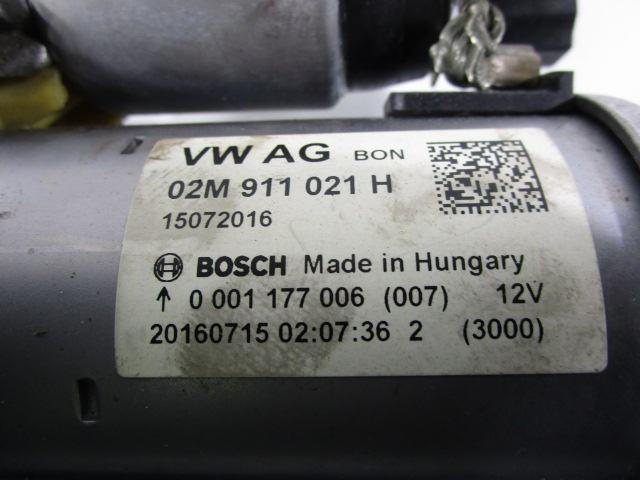 VW AG BON
02M 911 021 H
15072016
BOSCH Made in Hungary
↑ 0 001 177 006 (007) 12V
20160715 02:07:36 2 (3000)